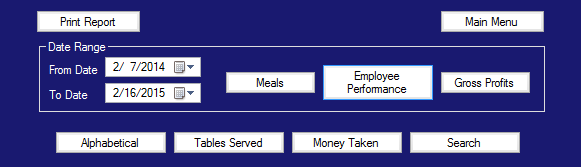 Print Report
Main Menu
Date Range
From Date
2/ 7/2014
To Date
2/16/2015
Meals
Employee
Performance
Gross Profits
Alphabetical
Tables Served
Money Taken
Search